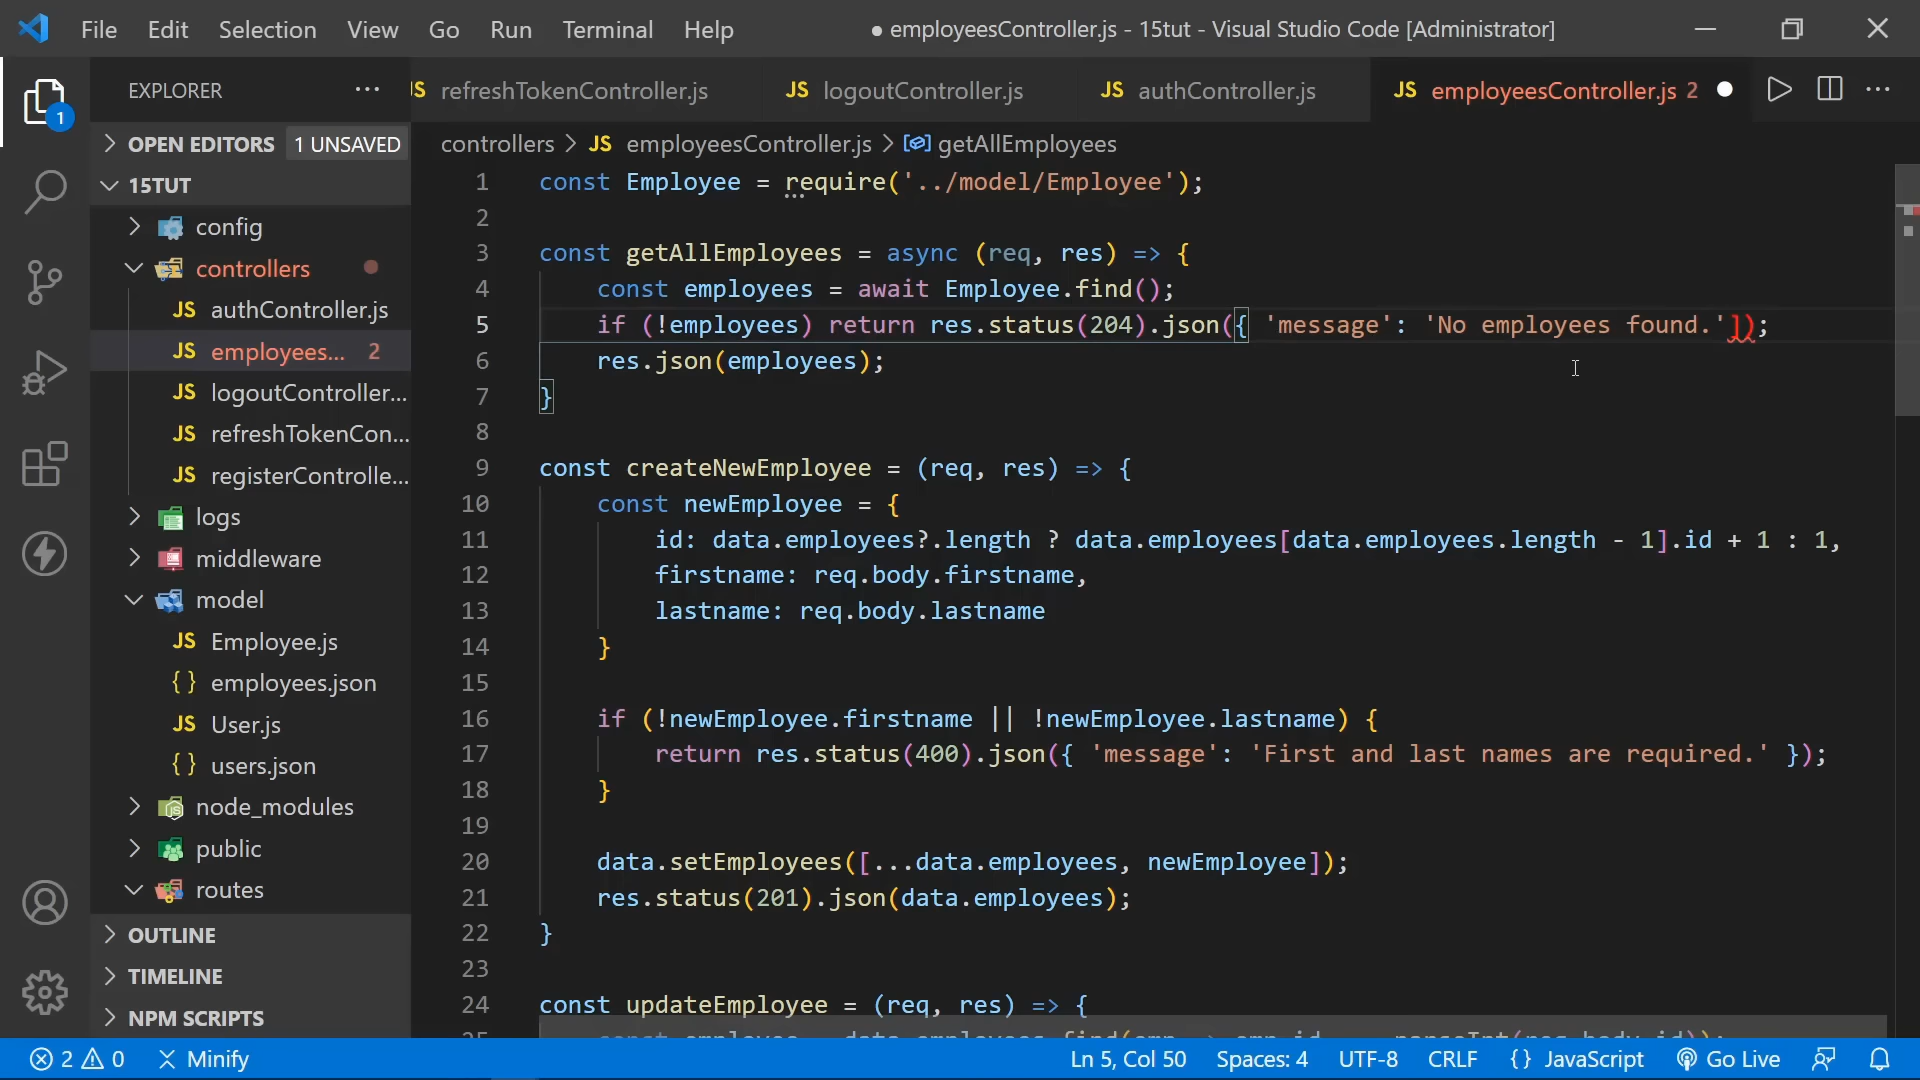 File Edit Selection View Go Run Terminal Help
● employeesController.js - 15tut - Visual Studio Code [Administrator]
EXPLORER
OPEN EDITORS 1 UNSAVED
15TUT
config
controllers
JS authController.js
JS employees... 2
JS logoutController...
JS refreshTokenCon...
JS registerControlle...
logs
middleware
model
JS Employee.js
{ } employees.json
JS User.js
{ } users.json
node_modules
public
routes
OUTLINE
TIMELINE
NPM SCRIPTS
1
JS refreshTokenController.js
JS logoutController.js
JS authController.js
JS employeesController.js 2
controllers > JS employeesController.js > getAllEmployees
1 const Employee = require('../model/Employee');
2
3 const getAllEmployees = async (req, res) => {
4 const employees = await Employee.find();
5 if (!employees) return res.status(204).json({ 'message': 'No employees found.']);
6 res.json(employees);
7 }
8
9 const createNewEmployee = (req, res) => {
10 const newEmployee = {
11 id: data.employees?.length ? data.employees[data.employees.length - 1].id + 1 : 1,
12 firstname: req.body.firstname,
13 lastname: req.body.lastname
14 }
15
16 if (!newEmployee.firstname || !newEmployee.lastname) {
17 return res.status(400).json({ 'message': 'First and last names are required.' });
18 }
19
20 data.setEmployees([...data.employees, newEmployee]);
21 res.status(201).json(data.employees);
22 }
23
24 const updateEmployee = (req, res) => {
2 0 Minify
Ln 5, Col 50 Spaces: 4 UTF-8 CRLF { } JavaScript Go Live